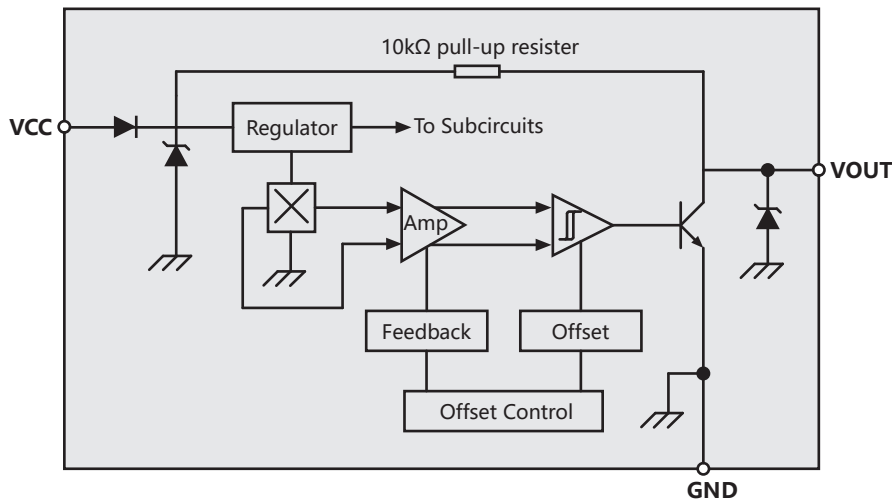 10kΩ pull-up resister
VCC
Regulator
To Subcircuits
VOUT
Amp
Feedback
Offset
Offset Control
GND